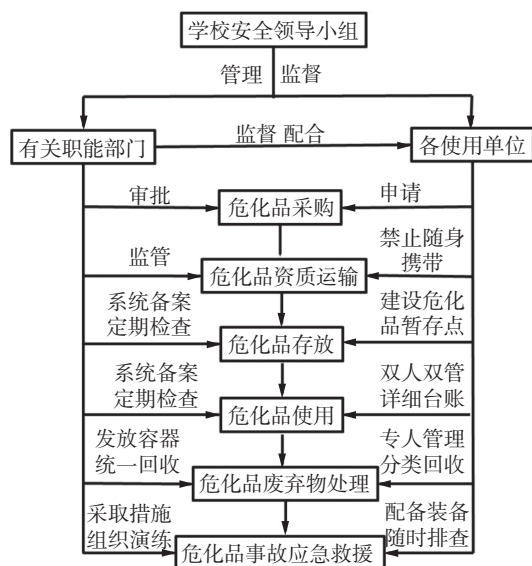 学校安全领导小组
管理 监督
有关职能部门 监督 配合 各使用单位
审批 申请
危化品采购
监管 禁止随身
携带
危化品资质运输
系统备案 建设危化
定期检查 品暂存点
危化品存放
系统备案 双人双管
定期检查 详细台账
危化品使用
发放容器 专人管理
统一回收 分类回收
危化品废弃物处理
采取措施 配备装备
组织演练 随时排查
危化品事故应急救援